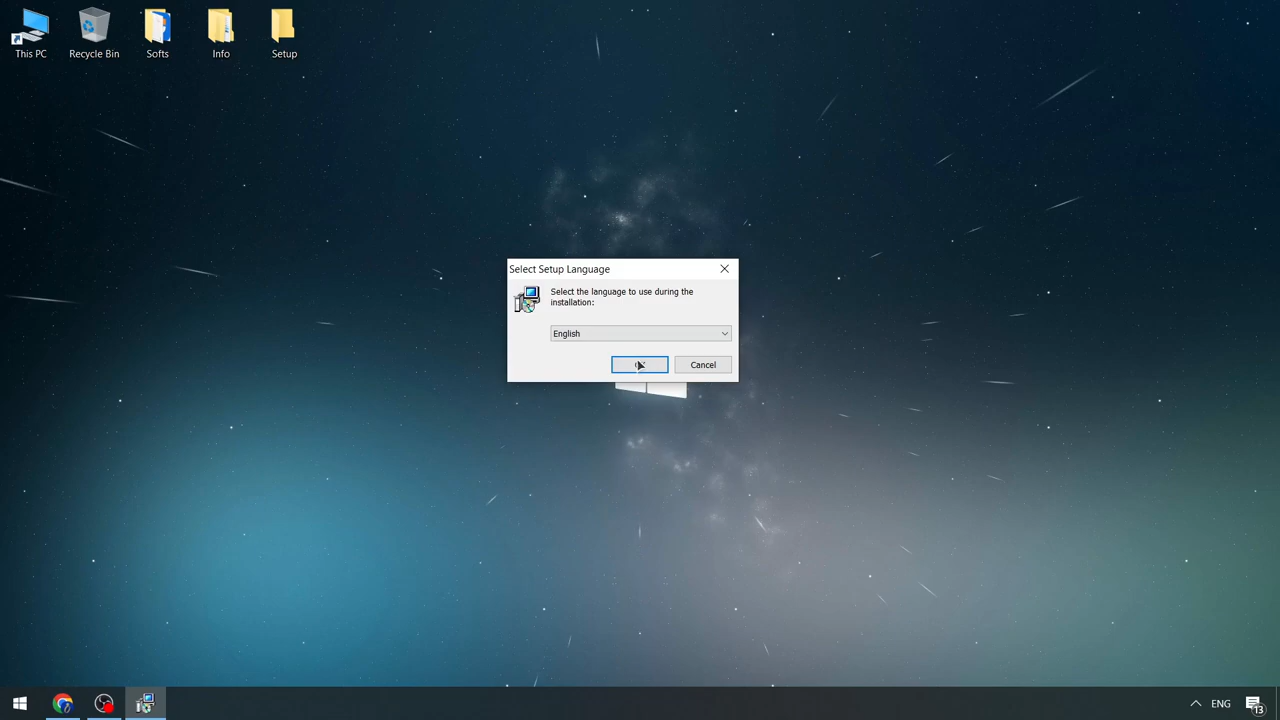 This PC
Recycle Bin
Softs
Info
Setup
Select Setup Language
Select the language to use during the
installation:
English
Cancel
ENG
13